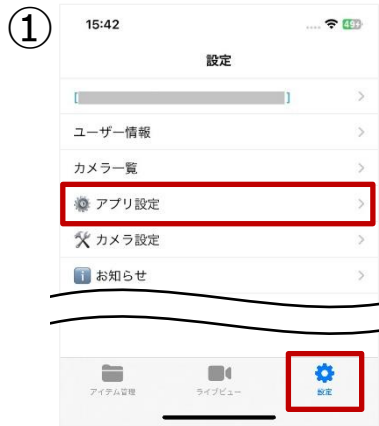 ①
15:42
49
設定
[ ]
ユーザー情報
カメラ一覧
アプリ設定
カメラ設定
お知らせ
アイテム管理 ライブビュー 設定